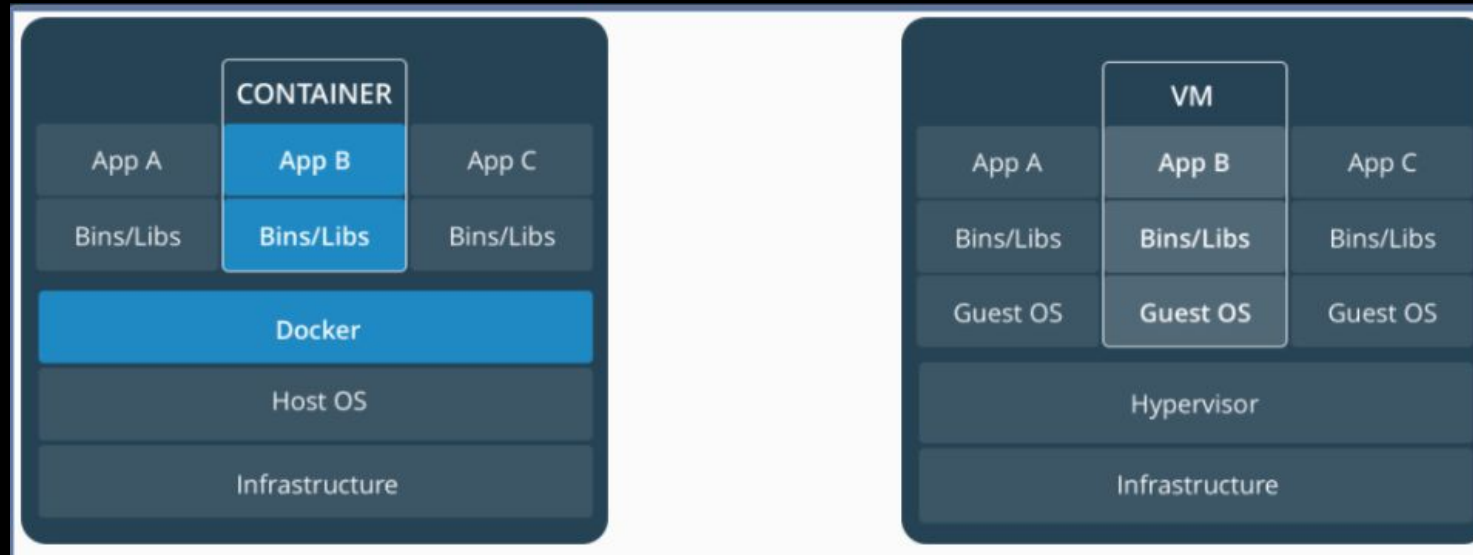 CONTAINER
App A App B App C
Bins/Libs Bins/Libs Bins/Libs
Docker
Host OS
Infrastructure
VM
App A App B App C
Bins/Libs Bins/Libs Bins/Libs
Guest OS Guest OS Guest OS
Hypervisor
Infrastructure